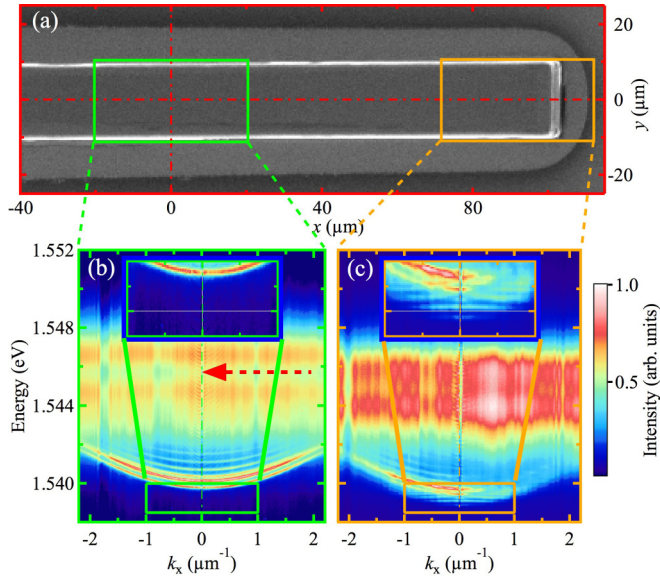 (a)
20
0
-20
y (μm)
-40
0
40
80
x (μm)
(b)
(c)
1.552
1.548
1.544
1.540
Energy (eV)
-2
-1
0
1
2
kx (μm⁻¹)
-2
-1
0
1
2
kx (μm⁻¹)
1.0
0.5
0
Intensity (arb. units)